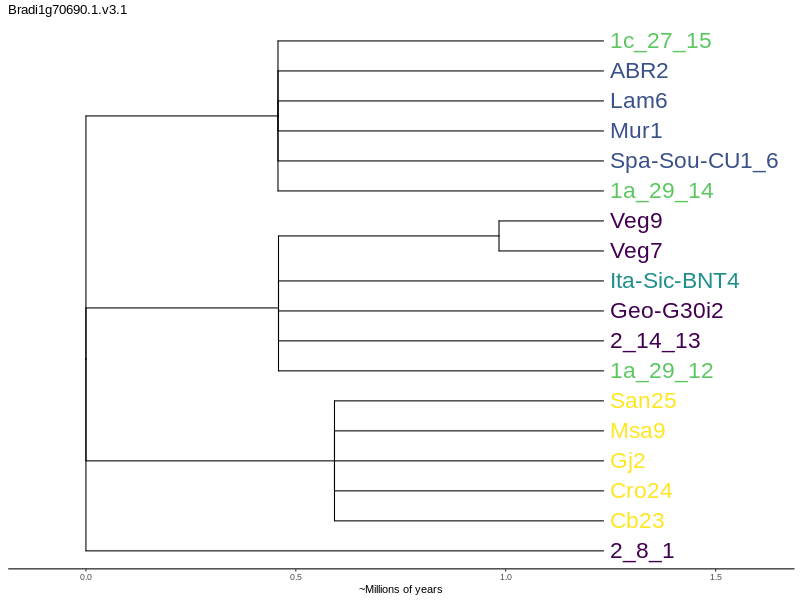 Bradi1g70690.1.v3.1
1c_27_15
ABR2
Lam6
Mur1
Spa-Sou-CU1_6
1a_29_14
Veg9
Veg7
Ita-Sic-BNT4
Geo-G30i2
2_14_13
1a_29_12
San25
Msa9
Gj2
Cro24
Cb23
2_8_1
0.0 0.5 1.0 1.5
~Millions of years